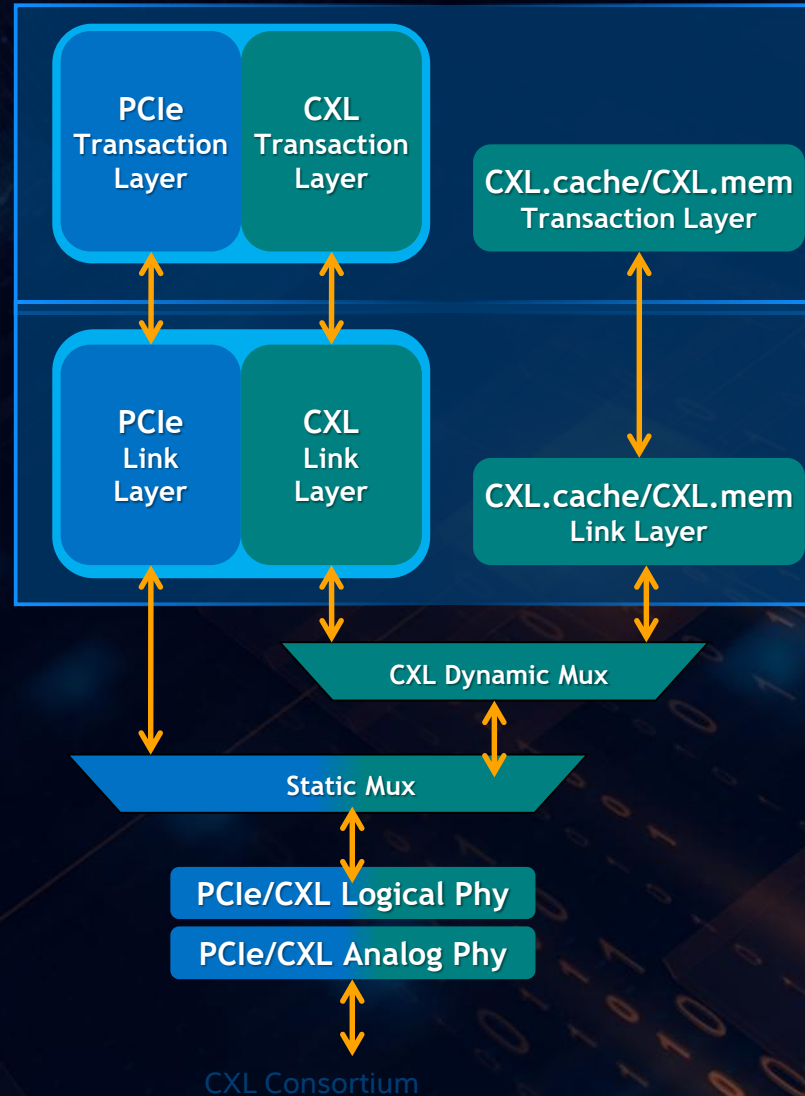 PCIe
Transaction
Layer
CXL
Transaction
Layer
CXL.cache/CXL.mem
Transaction Layer
PCIe
Link
Layer
CXL
Link
Layer
CXL.cache/CXL.mem
Link Layer
CXL Dynamic Mux
Static Mux
PCIe/CXL Logical Phy
PCIe/CXL Analog Phy
CXL Consortium